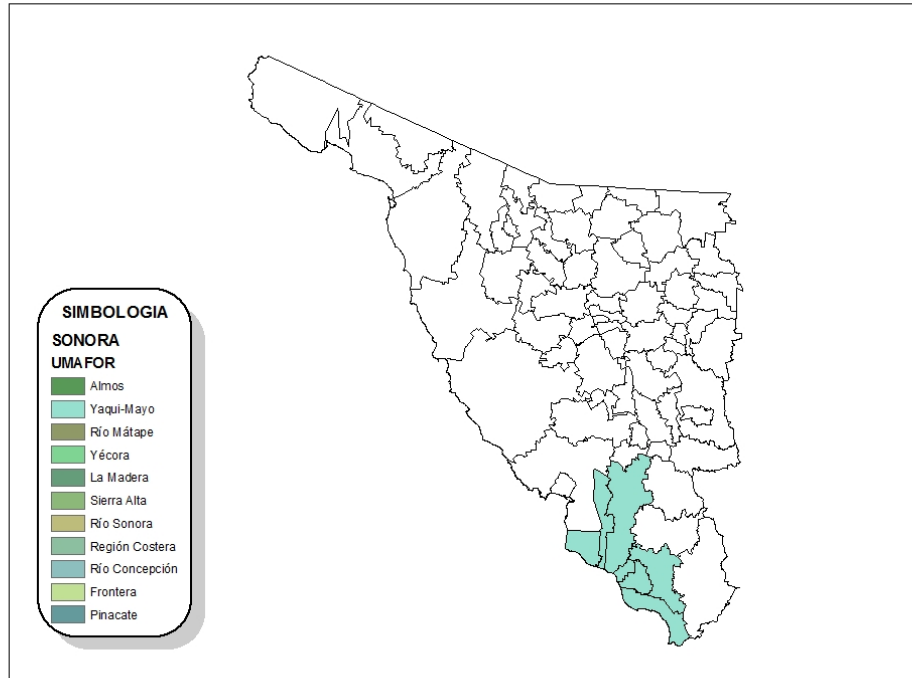 SIMBOLOGIA
SONORA
UMAFOR
Almos
Yaqui-Mayo
Río Mátape
Yécora
La Madera
Sierra Alta
Río Sonora
Región Costera
Río Concepción
Frontera
Pinacate